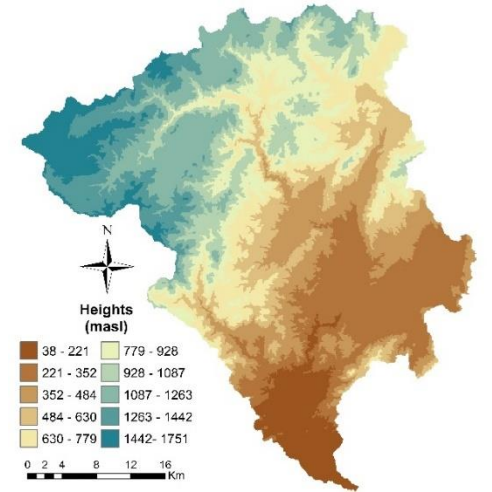 N
Heights
(masl)
38 - 221
221 - 352
352 - 484
484 - 630
630 - 779
779 - 928
928 - 1087
1087 - 1263
1263 - 1442
1442 - 1751
0 2 4 8 12 16
Km